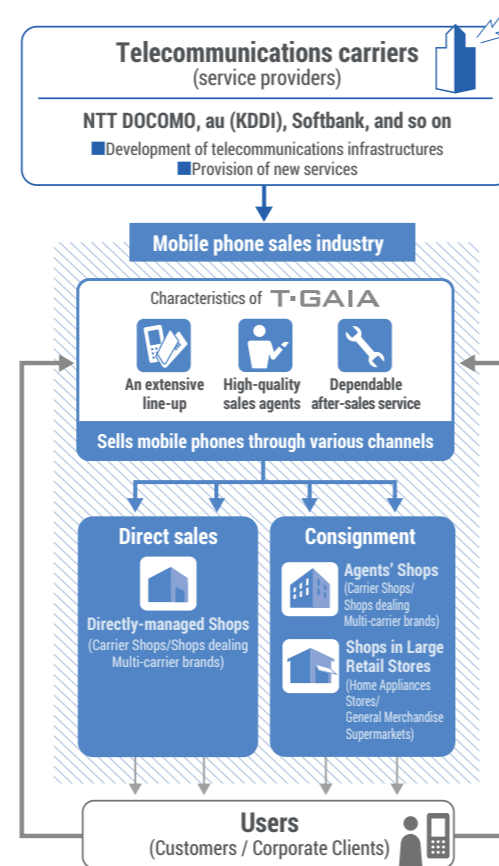 Telecommunications carriers
(service providers)
NTT DOCOMO, au (KDDI), Softbank, and so on
■Development of telecommunications infrastructures
■Provision of new services
Mobile phone sales industry
Characteristics of T-GAIA
An extensive
line-up
High-quality
sales agents
Dependable
after-sales service
Sells mobile phones through various channels
Direct sales
Directly-managed Shops
(Carrier Shops/Shops dealing
Multi-carrier brands)
Consignment
Agents' Shops
(Carrier Shops/
Shops dealing
Multi-carrier brands)
Shops in Large
Retail Stores
(Home Appliances
Stores/
General Merchandise
Supermarkets)
Users
(Customers / Corporate Clients)